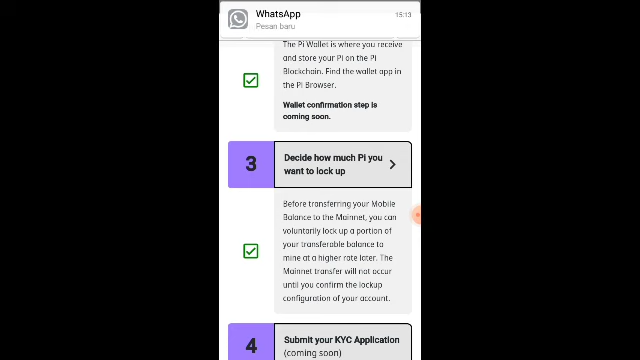 WhatsApp
15:13
Pesan baru
The Pi Wallet is where you receive
and store your Pi on the Pi
Blockchain. Find the wallet app in
the Pi Browser.
Wallet confirmation step is
coming soon.
3
Decide how much Pi you
want to lock up
Before transferring your Mobile
Balance to the Mainnet, you can
voluntarily lock up a portion of
your transferable balance to
mine at a higher rate later. The
Mainnet transfer will not occur
until you confirm the lockup
configuration of your account.
4
Submit your KYC Application
(coming soon)